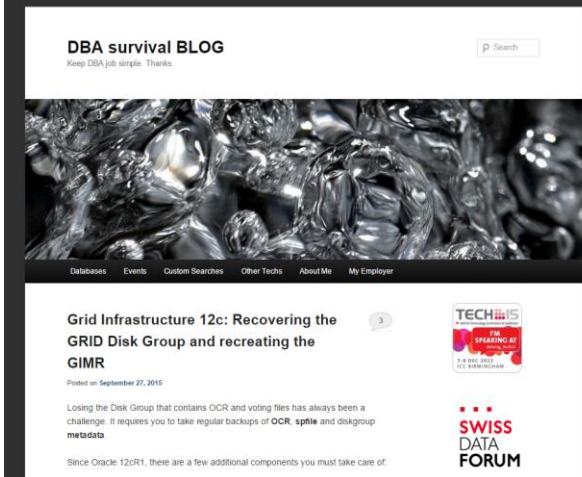 DBA survival BLOG
Keep DBA job simple. Thanks.
Search
Databases Events Custom Searches Other Techs About Me My Employer
Grid Infrastructure 12c: Recovering the
GRID Disk Group and recreating the
GIMR
3
Posted on September 27, 2015
Losing the Disk Group that contains OCR and voting files has always been a
challenge. It requires you to take regular backups of OCR, spfile and diskgroup
metadata.
Since Oracle 12cR1, there are a few additional components you must take care of:
TECH15
I'M
SPEAKING AT
7-9 DEC 2015
ICC BIRMINGHAM
SWISS
DATA
FORUM